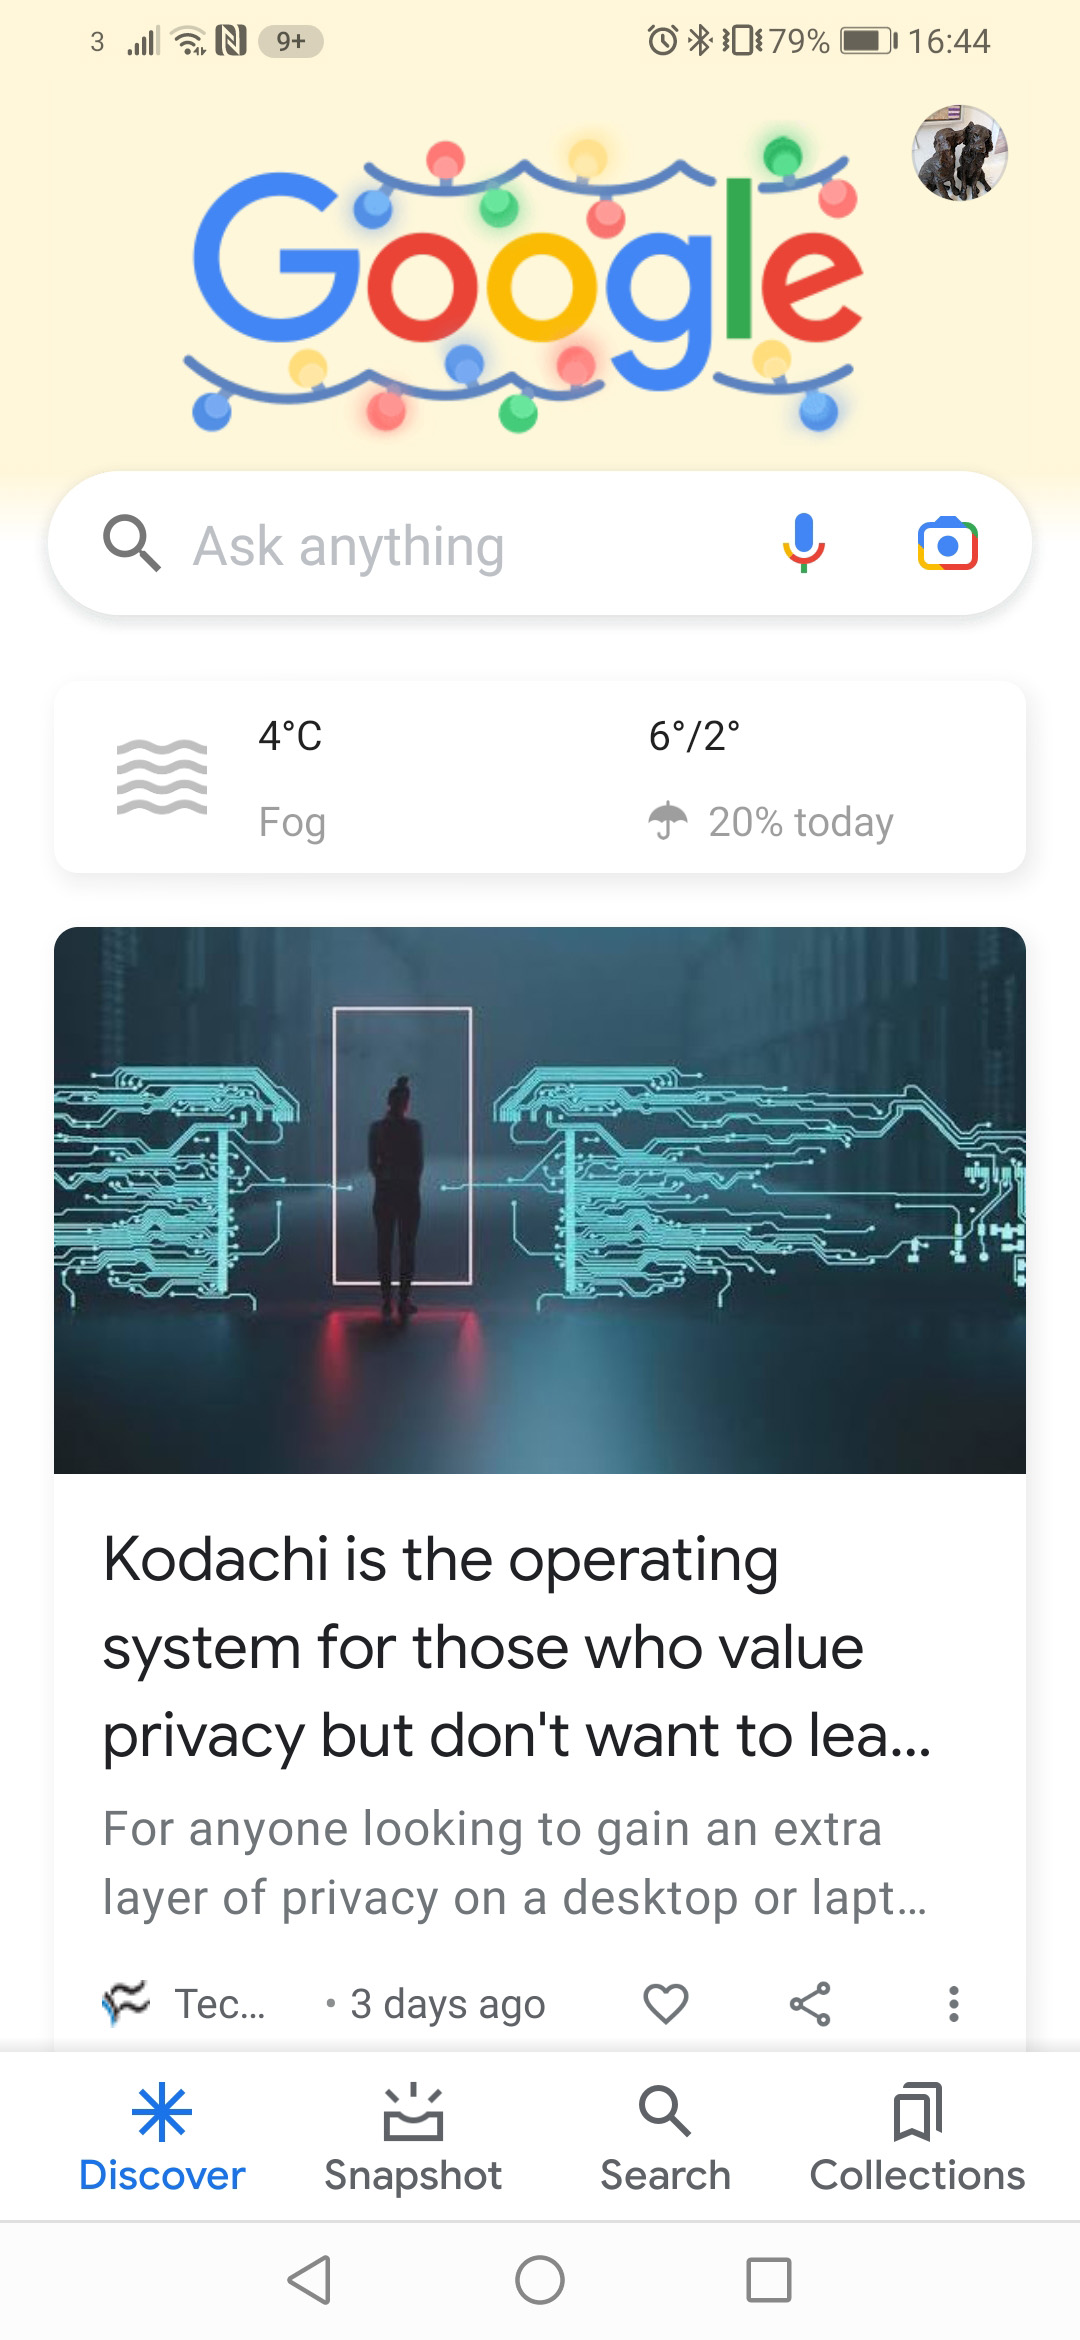 3 9+ 79% 16:44
Google
Ask anything
4°C 6°/2°
Fog 20% today
Kodachi is the operating
system for those who value
privacy but don't want to lea...
For anyone looking to gain an extra
layer of privacy on a desktop or lapt...
Tec... • 3 days ago
Discover Snapshot Search Collections